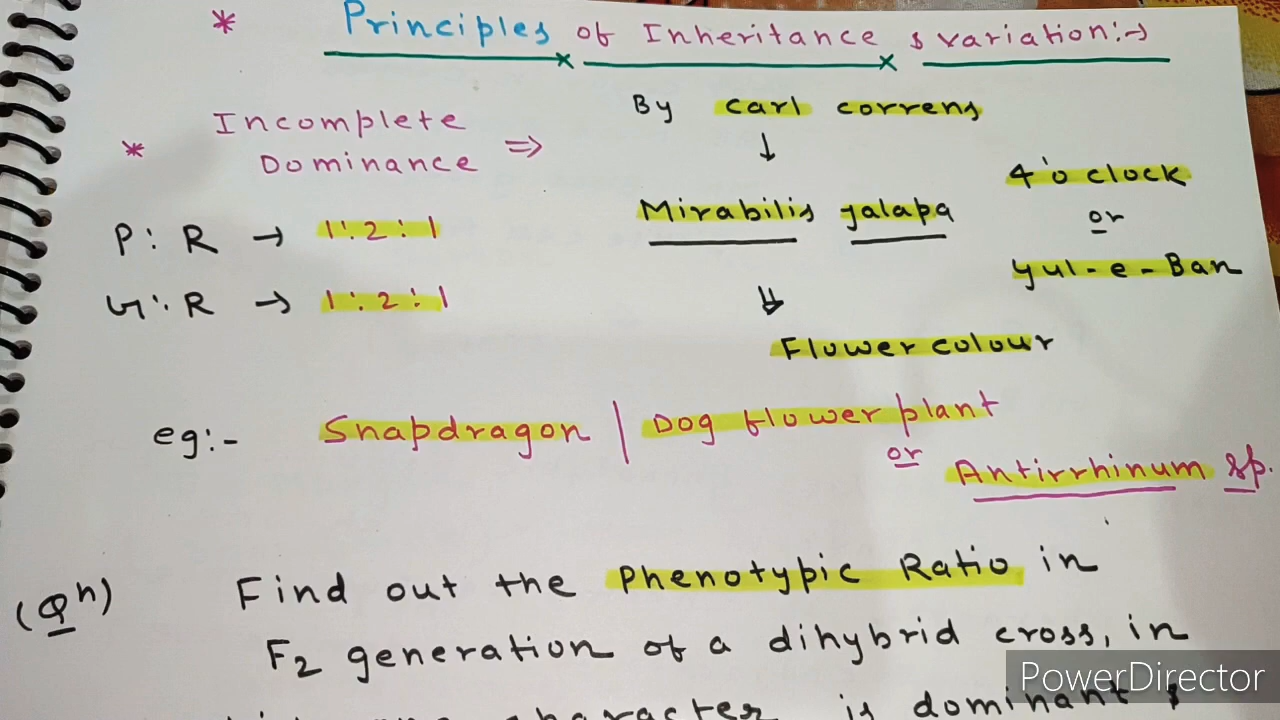 * Principles of Inheritance & variation:-
* Incomplete Dominance ⇒
By Carl Correns
↓
Mirabilis jalapa
4'o clock
or
Gul-e-Ban
P:R → 1:2:1
G:R → 1:2:1
Flower colour
eg:- Snapdragon | Dog flower plant
or Antirrhinum sp.
(Qn) Find out the Phenotypic Ratio in
F2 generation of a dihybrid cross, in
character is dominant &
PowerDirector